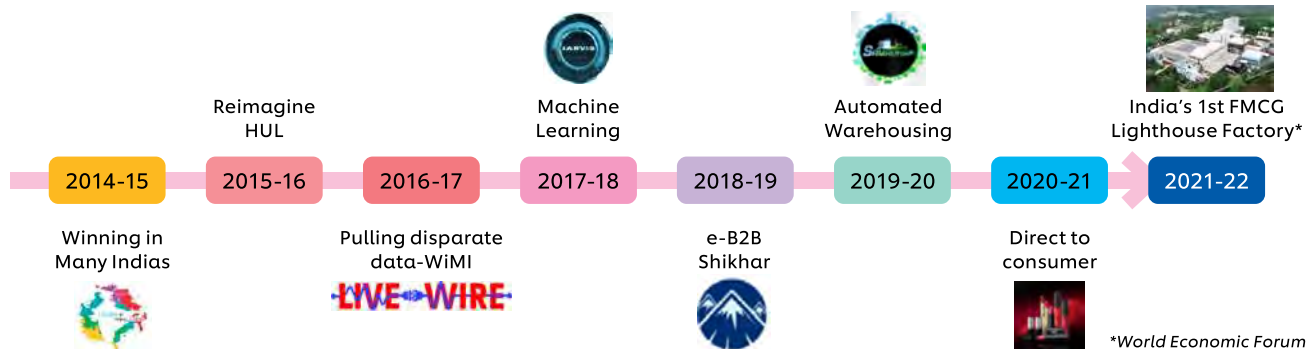 JARVIS
Reimagine
HUL
Machine
Learning
Automated
Warehousing
India's 1st FMCG
Lighthouse Factory*
2014-15
2015-16
2016-17
2017-18
2018-19
2019-20
2020-21
2021-22
Winning in
Many Indias
Pulling disparate
data-WiMI
LIVE WIRE
e-B2B
Shikhar
Direct to
consumer
*World Economic Forum